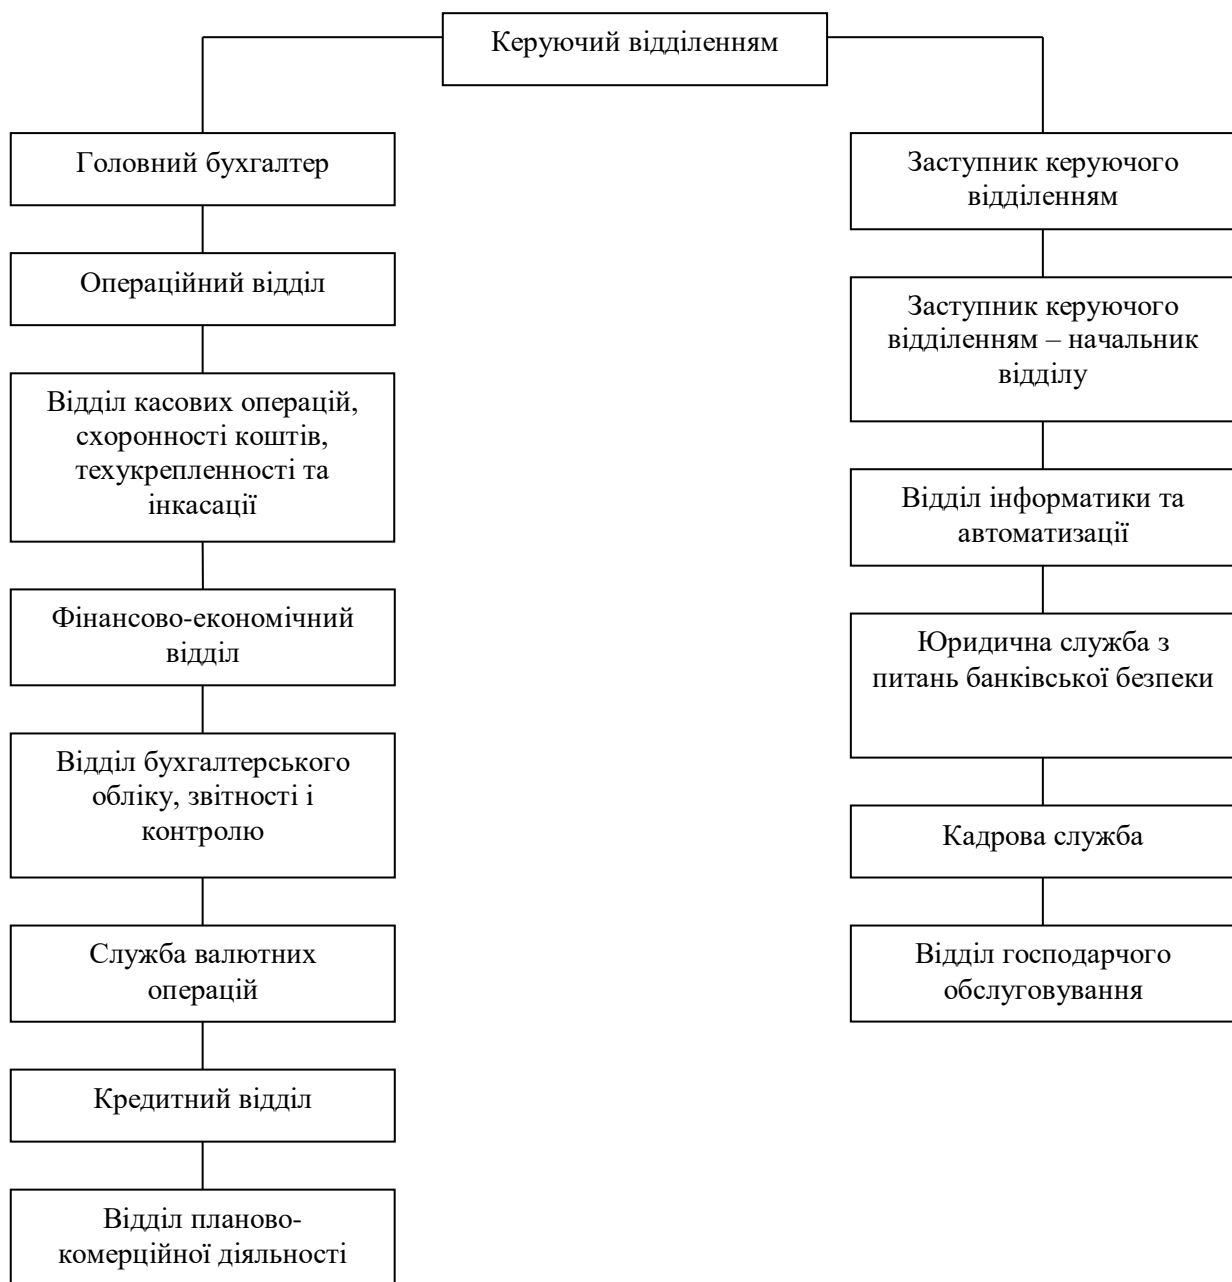 Керуючий відділенням
Головний бухгалтер
Операційний відділ
Відділ касових операцій,
схоронності коштів,
техукрепленності та
інкасації
Фінансово-економічний
відділ
Відділ бухгалтерського
обліку, звітності і
контролю
Служба валютних
операцій
Кредитний відділ
Відділ планово-
комерційної діяльності
Заступник керуючого
відділенням
Заступник керуючого
відділенням – начальник
відділу
Відділ інформатики та
автоматизації
Юридична служба з
питань банківської безпеки
Кадрова служба
Відділ господарчого
обслуговування